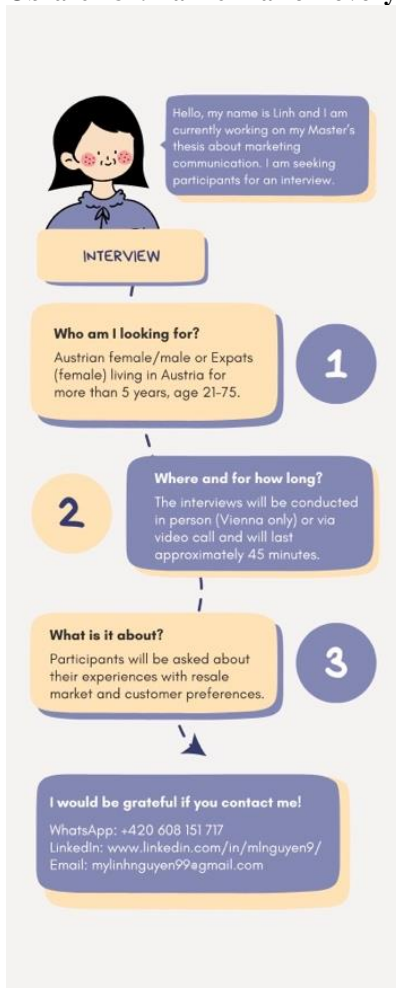 Hello, my name is Linh and I am
currently working on my Master's
thesis about marketing
communication. I am seeking
participants for an interview.
INTERVIEW
Who am I looking for?
Austrian female/male or Expats
(female) living in Austria for
more than 5 years, age 21-75.
1
Where and for how long?
The interviews will be conducted
in person (Vienna only) or via
video call and will last
approximately 45 minutes.
2
What is it about?
Participants will be asked about
their experiences with resale
market and customer preferences.
3
I would be grateful if you contact me!
WhatsApp: +420 608 151 717
LinkedIn: www.linkedin.com/in/mlnguyen9/
Email: mylinhnguyen99@gmail.com